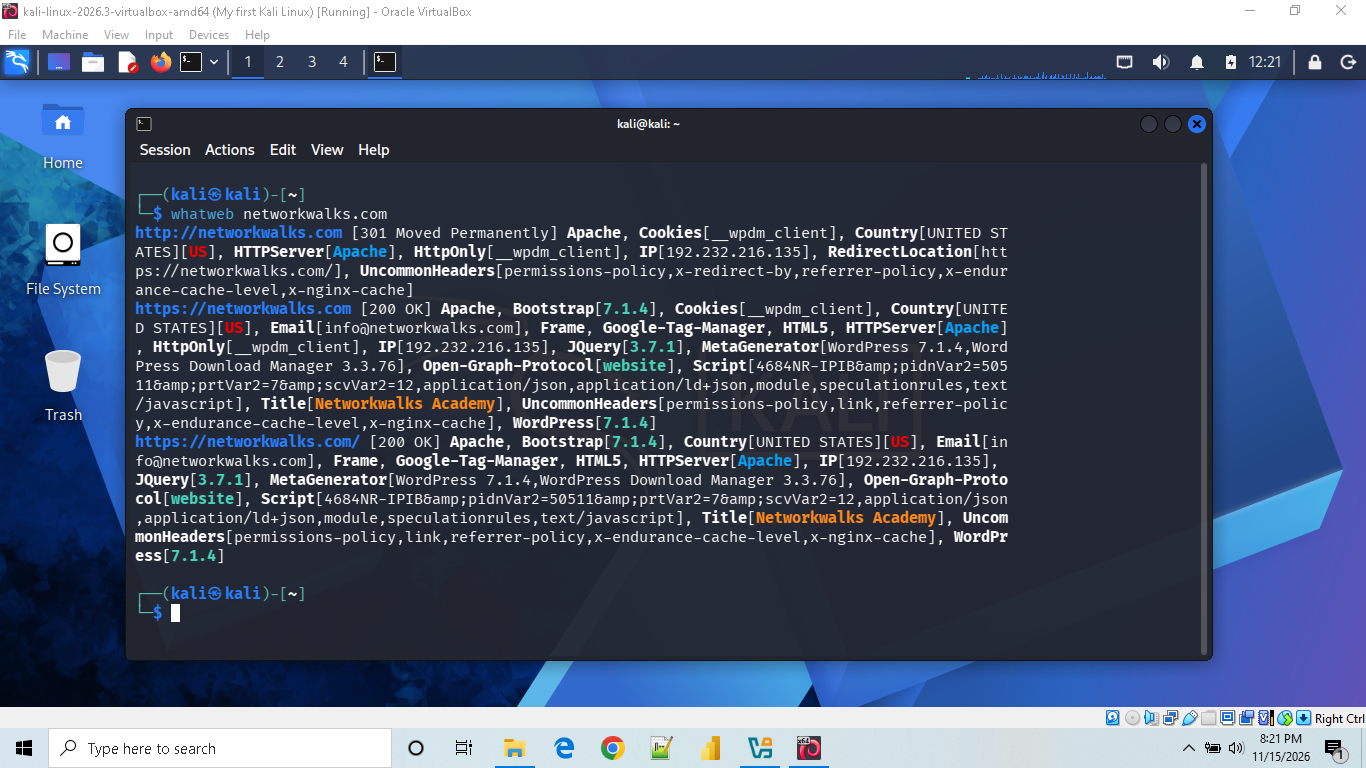 kali-linux-2026.3-virtualbox-amd64 (My first Kali Linux) [Running] - Oracle VirtualBox
File Machine View Input Devices Help
1 2 3 4 12:21
kali@kali: ~
Session Actions Edit View Help
Home
File System
Trash
┌──(kali㉿kali)-[~]
└─$ whatweb networkwalks.com
http://networkwalks.com [301 Moved Permanently] Apache, Cookies[__wpdm_client], Country[UNITED ST
ATES][US], HTTPServer[Apache], HttpOnly[__wpdm_client], IP[192.232.216.135], RedirectLocation[htt
ps://networkwalks.com/], UncommonHeaders[permissions-policy,x-redirect-by,referrer-policy,x-endur
ance-cache-level,x-nginx-cache]
https://networkwalks.com [200 OK] Apache, Bootstrap[7.1.4], Cookies[__wpdm_client], Country[UNITE
D STATES][US], Email[info@networkwalks.com], Frame, Google-Tag-Manager, HTML5, HTTPServer[Apache]
, HttpOnly[__wpdm_client], IP[192.232.216.135], JQuery[3.7.1], MetaGenerator[WordPress 7.1.4,Word
Press Download Manager 3.3.76], Open-Graph-Protocol[website], Script[4684NR-IPIB&amp;pidnVar2=505
11&amp;prtVar2=7&amp;scvVar2=12,application/json,application/ld+json,module,speculationrules,text
/javascript], Title[Networkwalks Academy], UncommonHeaders[permissions-policy,link,referrer-polic
y,x-endurance-cache-level,x-nginx-cache], WordPress[7.1.4]
https://networkwalks.com/ [200 OK] Apache, Bootstrap[7.1.4], Country[UNITED STATES][US], Email[in
fo@networkwalks.com], Frame, Google-Tag-Manager, HTML5, HTTPServer[Apache], IP[192.232.216.135],
JQuery[3.7.1], MetaGenerator[WordPress 7.1.4,WordPress Download Manager 3.3.76], Open-Graph-Proto
col[website], Script[4684NR-IPIB&amp;pidnVar2=50511&amp;prtVar2=7&amp;scvVar2=12,application/json
,application/ld+json,module,speculationrules,text/javascript], Title[Networkwalks Academy], Uncom
monHeaders[permissions-policy,link,referrer-policy,x-endurance-cache-level,x-nginx-cache], WordPr
ess[7.1.4]
┌──(kali㉿kali)-[~]
└─$
KALI
Right Ctrl
Type here to search
8:21 PM
11/15/2026
1